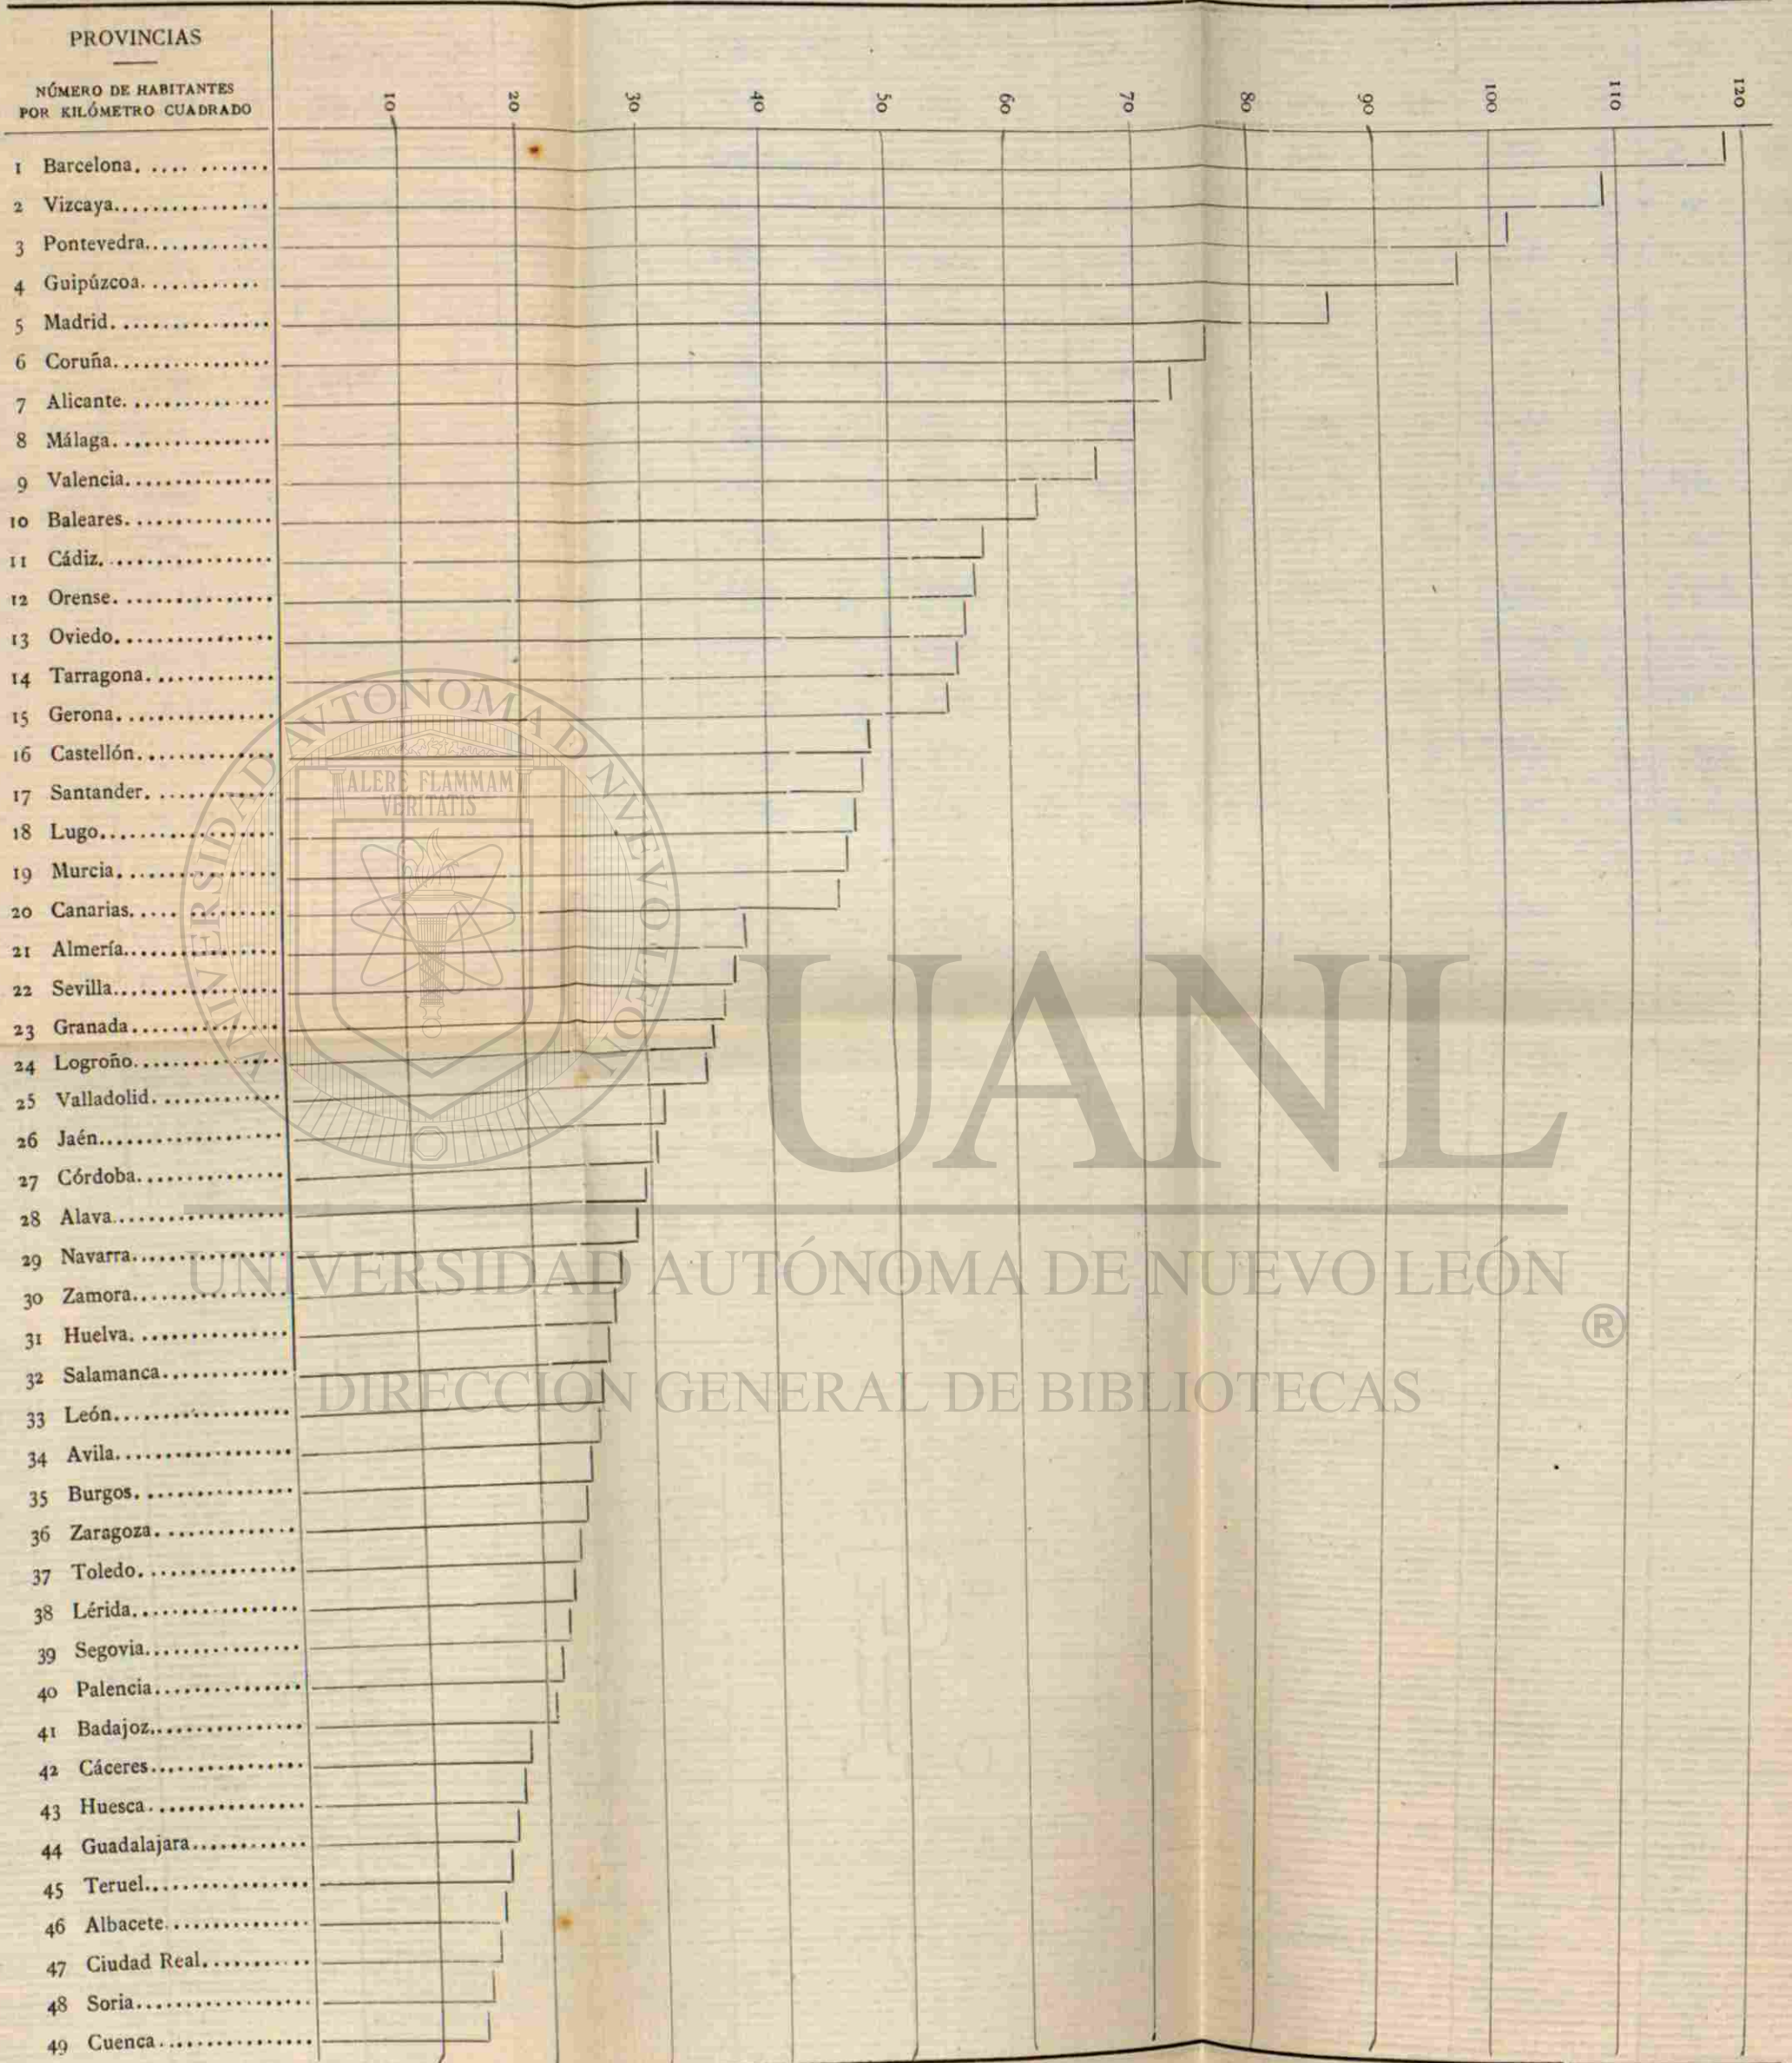 PROVINCIAS
NÚMERO DE HABITANTES
POR KILÓMETRO CUADRADO
10 20 30 40 50 60 70 80 90 100 110 120
1 Barcelona.
2 Vizcaya.
3 Pontevedra.
4 Guipúzcoa.
5 Madrid.
6 Coruña.
7 Alicante.
8 Málaga.
9 Valencia.
10 Baleares.
11 Cádiz.
12 Orense.
13 Oviedo.
14 Tarragona.
15 Gerona.
16 Castellón.
17 Santander.
18 Lugo.
19 Murcia.
20 Canarias.
21 Almería.
22 Sevilla.
23 Granada.
24 Logroño.
25 Valladolid.
26 Jaén.
27 Córdoba.
28 Alava.
29 Navarra.
30 Zamora.
31 Huelva.
32 Salamanca.
33 León.
34 Avila.
35 Burgos.
36 Zaragoza.
37 Toledo.
38 Lérida.
39 Segovia.
40 Palencia.
41 Badajoz.
42 Cáceres.
43 Huesca.
44 Guadalajara.
45 Teruel.
46 Albacete.
47 Ciudad Real.
48 Soria.
49 Cuenca.
UNIVERSIDAD AVTONOMA D NVEVO LEON
ALERE FLAMMAM
VERITATIS
UANL
UNIVERSIDAD AUTÓNOMA DE NUEVO LEÓN
®
DIRECCIÓN GENERAL DE BIBLIOTECAS